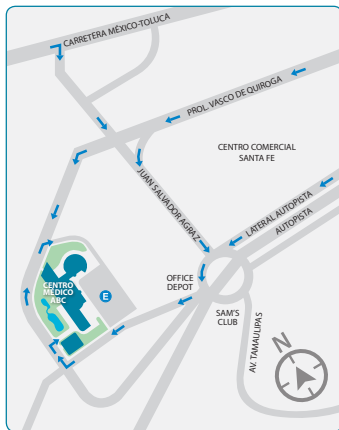 CARRETERA MÉXICO-TOLUCA
PROL. VASCO DE QUIROGA
CENTRO COMERCIAL
SANTA FE
JUAN SALVADOR AGRAZ
LATERAL AUTOPISTA
AUTOPISTA
OFFICE
DEPOT
CENTRO
MÉDICO
ABC
E
SAM'S
CLUB
AV. TAMAULIPAS
N